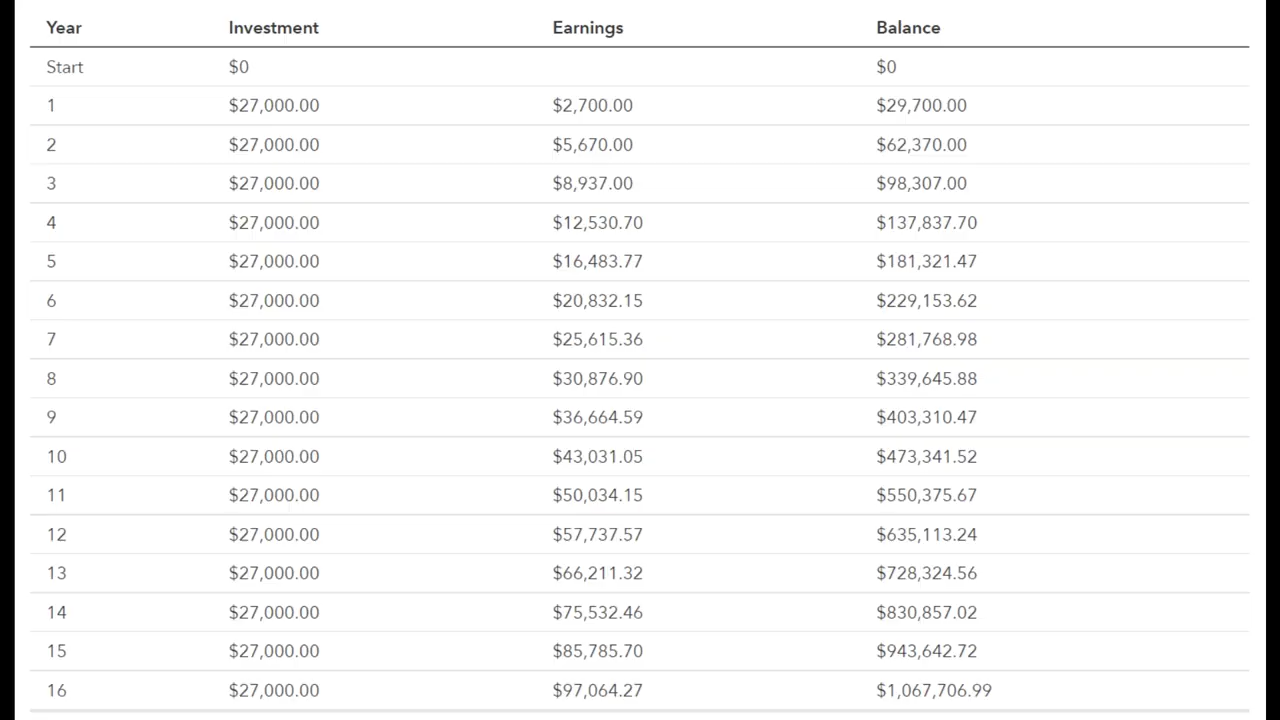 Year Investment Earnings Balance
Start $0 $0
1 $27,000.00 $2,700.00 $29,700.00
2 $27,000.00 $5,670.00 $62,370.00
3 $27,000.00 $8,937.00 $98,307.00
4 $27,000.00 $12,530.70 $137,837.70
5 $27,000.00 $16,483.77 $181,321.47
6 $27,000.00 $20,832.15 $229,153.62
7 $27,000.00 $25,615.36 $281,768.98
8 $27,000.00 $30,876.90 $339,645.88
9 $27,000.00 $36,664.59 $403,310.47
10 $27,000.00 $43,031.05 $473,341.52
11 $27,000.00 $50,034.15 $550,375.67
12 $27,000.00 $57,737.57 $635,113.24
13 $27,000.00 $66,211.32 $728,324.56
14 $27,000.00 $75,532.46 $830,857.02
15 $27,000.00 $85,785.70 $943,642.72
16 $27,000.00 $97,064.27 $1,067,706.99